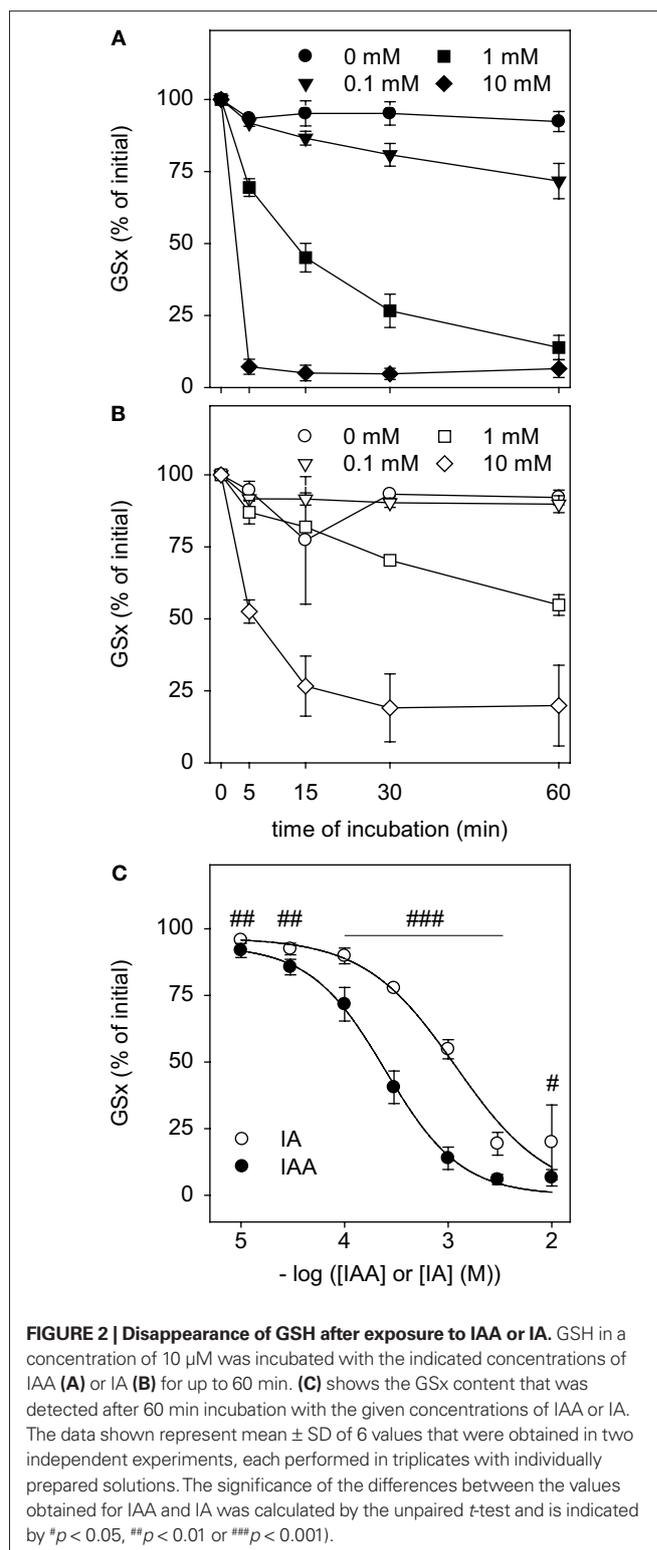 A
0 mM 1 mM
0.1 mM 10 mM
100
75
50
25
0
GSx (% of initial)
B
0 mM 1 mM
0.1 mM 10 mM
100
75
50
25
0
GSx (% of initial)
0 5 15 30 60
time of incubation (min)
C
## ## ###
#
100
75
50
25
0
GSx (% of initial)
IA
IAA
5 4 3 2
- log ([IAA] or [IA] (M))
FIGURE 2 | Disappearance of GSH after exposure to IAA or IA. GSH in a
concentration of 10 μM was incubated with the indicated concentrations of
IAA (A) or IA (B) for up to 60 min. (C) shows the GSx content that was
detected after 60 min incubation with the given concentrations of IAA or IA.
The data shown represent mean ± SD of 6 values that were obtained in two
independent experiments, each performed in triplicates with individually
prepared solutions. The significance of the differences between the values
obtained for IAA and IA was calculated by the unpaired t-test and is indicated
by #p < 0.05, ##p < 0.01 or ###p < 0.001).